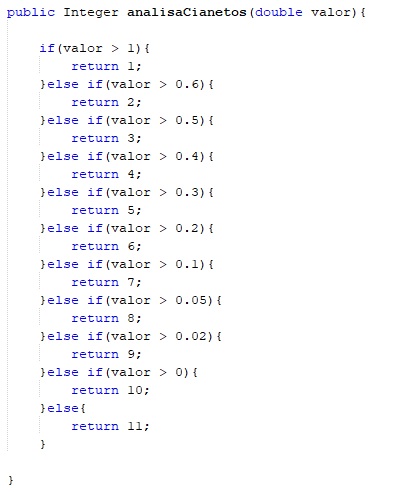 public Integer analisaCianetos(double valor){
if(valor > 1){
return 1;
}else if(valor > 0.6){
return 2;
}else if(valor > 0.5){
return 3;
}else if(valor > 0.4){
return 4;
}else if(valor > 0.3){
return 5;
}else if(valor > 0.2){
return 6;
}else if(valor > 0.1){
return 7;
}else if(valor > 0.05){
return 8;
}else if(valor > 0.02){
return 9;
}else if(valor > 0){
return 10;
}else{
return 11;
}
}